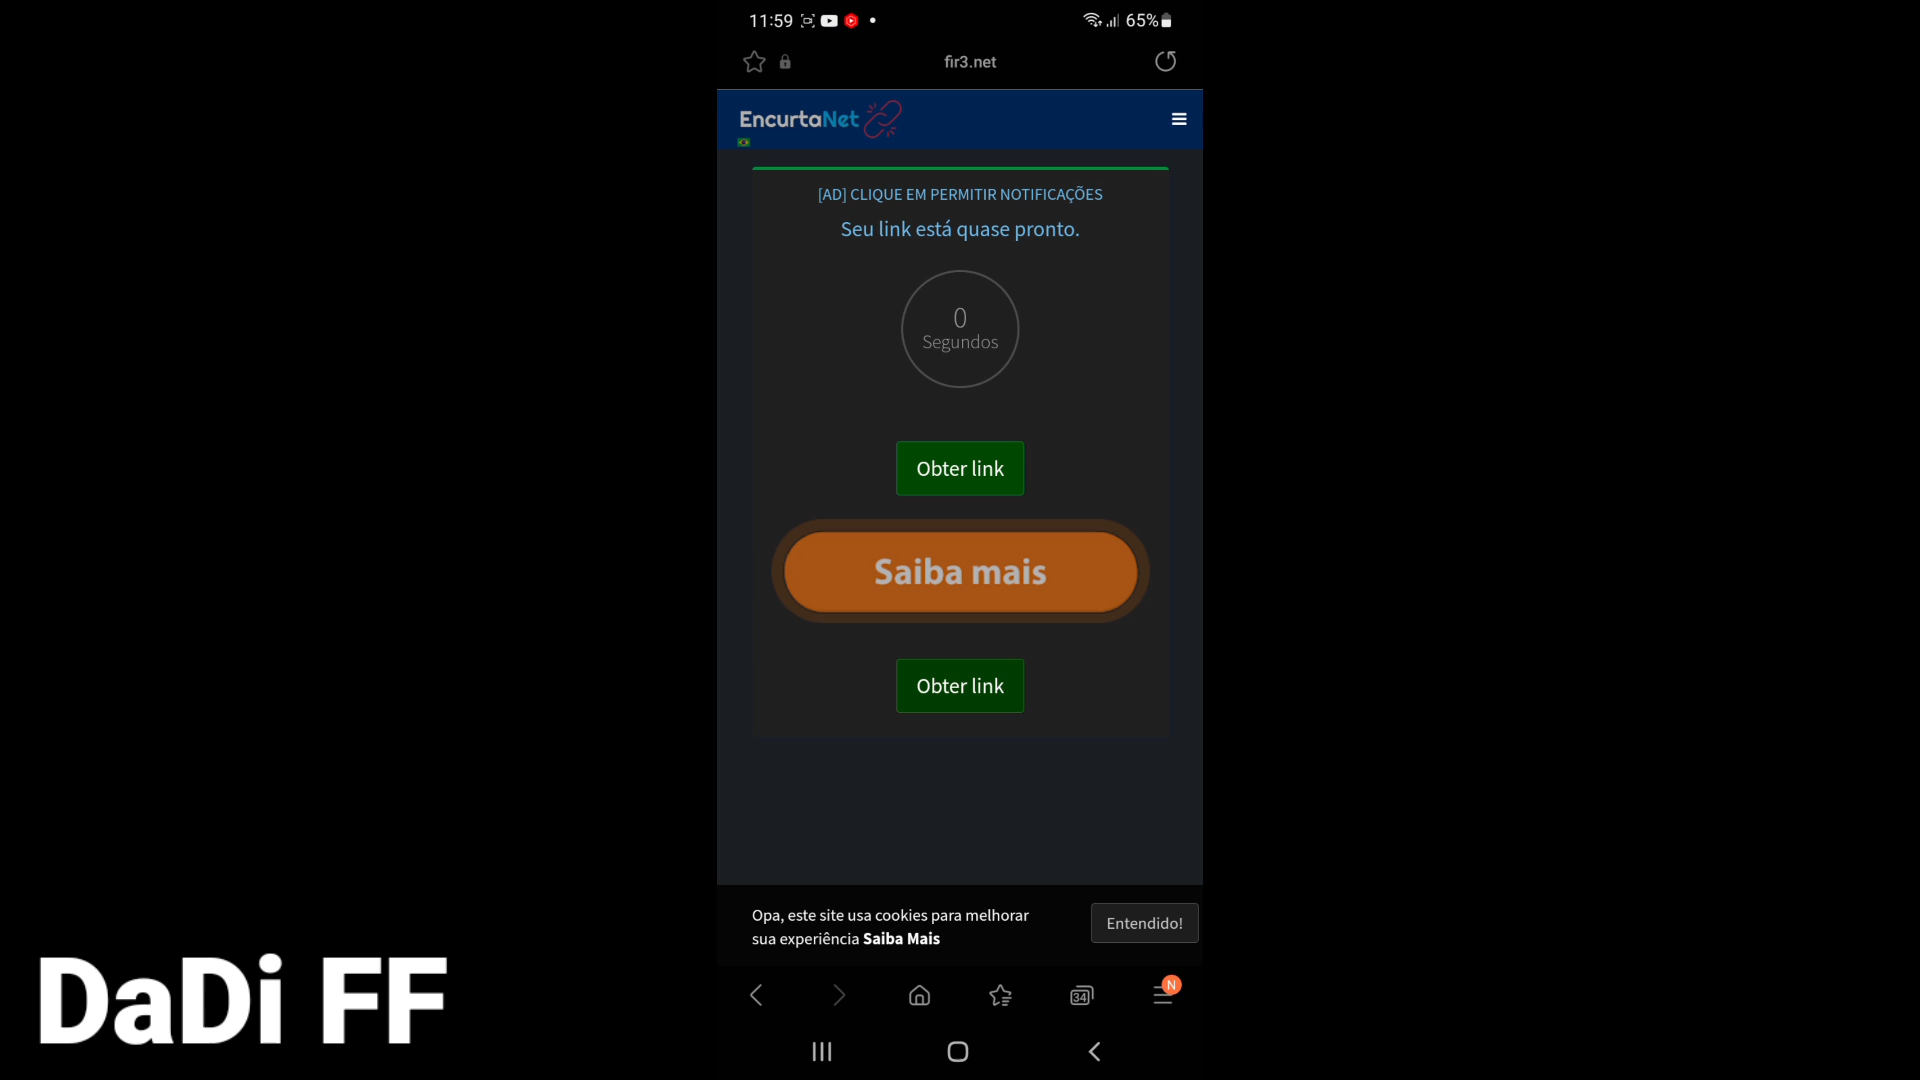 11:59
65%
fir3.net
EncurtaNet
[AD] CLIQUE EM PERMITIR NOTIFICAÇÕES
Seu link está quase pronto.
0
Segundos
Obter link
Saiba mais
Obter link
Opa, este site usa cookies para melhorar
sua experiência Saiba Mais
Entendido!
34
N
DaDi FF